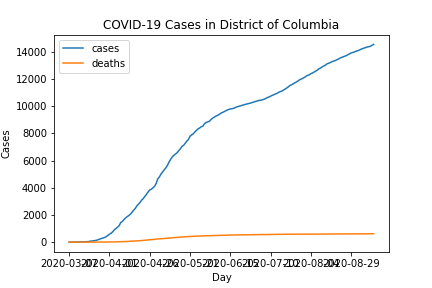 COVID-19 Cases in District of Columbia
cases
deaths
14000
12000
10000
8000
6000
4000
2000
0
Cases
2020-08-29
Day